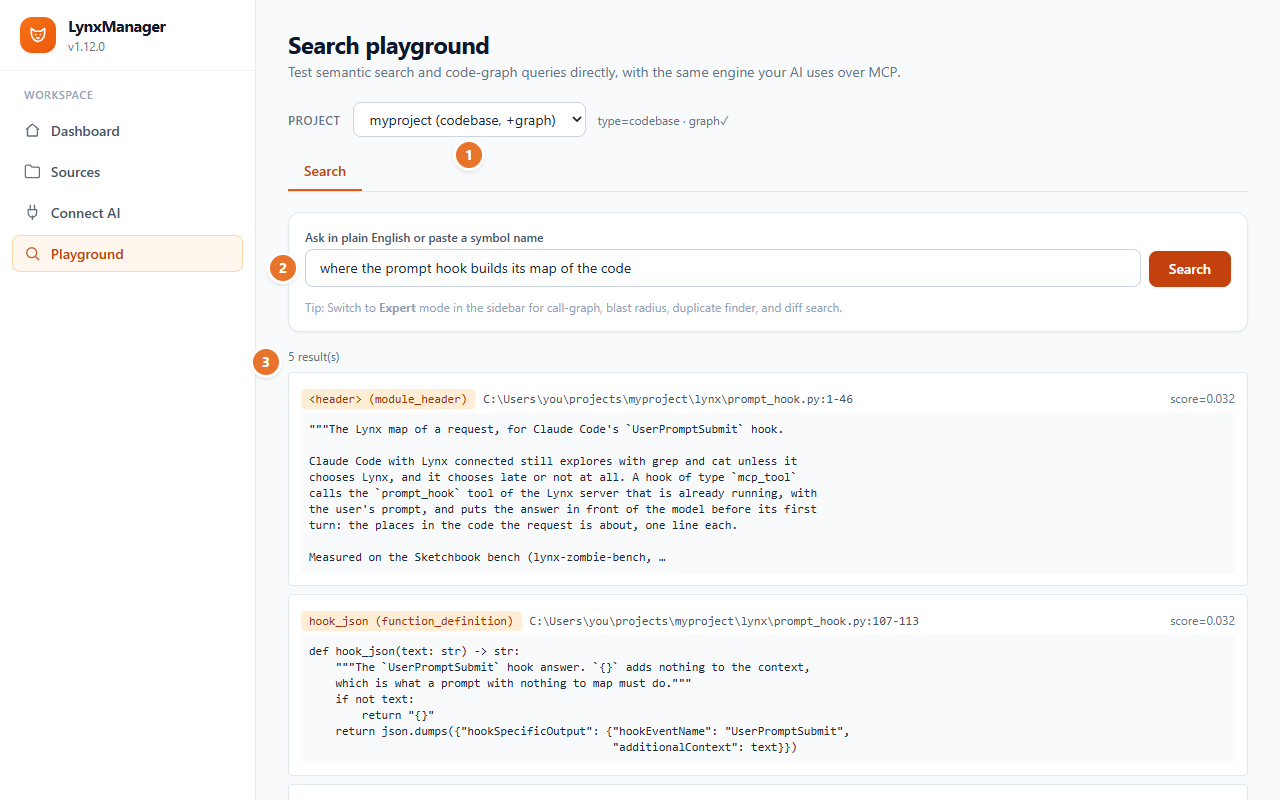 LynxManager
v1.12.0
WORKSPACE
Dashboard
Sources
Connect AI
Playground
Search playground
Test semantic search and code-graph queries directly, with the same engine your AI uses over MCP.
PROJECT
myproject (codebase, +graph)
type=codebase · graph✓
1
Search
Ask in plain English or paste a symbol name
2
where the prompt hook builds its map of the code
Search
Tip: Switch to Expert mode in the sidebar for call-graph, blast radius, duplicate finder, and diff search.
3
5 result(s)
<header> (module_header) C:\Users\you\projects\myproject\lynx\prompt_hook.py:1-46 score=0.032
"""The Lynx map of a request, for Claude Code's `UserPromptSubmit` hook.
Claude Code with Lynx connected still explores with grep and cat unless it
chooses Lynx, and it chooses late or not at all. A hook of type `mcp_tool`
calls the `prompt_hook` tool of the Lynx server that is already running, with
the user's prompt, and puts the answer in front of the model before its first
turn: the places in the code the request is about, one line each.
Measured on the Sketchbook bench (lynx-zombie-bench, …
hook_json (function_definition) C:\Users\you\projects\myproject\lynx\prompt_hook.py:107-113 score=0.032
def hook_json(text: str) -> str:
    """The `UserPromptSubmit` hook answer. `{}` adds nothing to the context,
    which is what a prompt with nothing to map must do."""
    if not text:
        return "{}"
    return json.dumps({"hookSpecificOutput": {"hookEventName": "UserPromptSubmit",
                                              "additionalContext": text}})